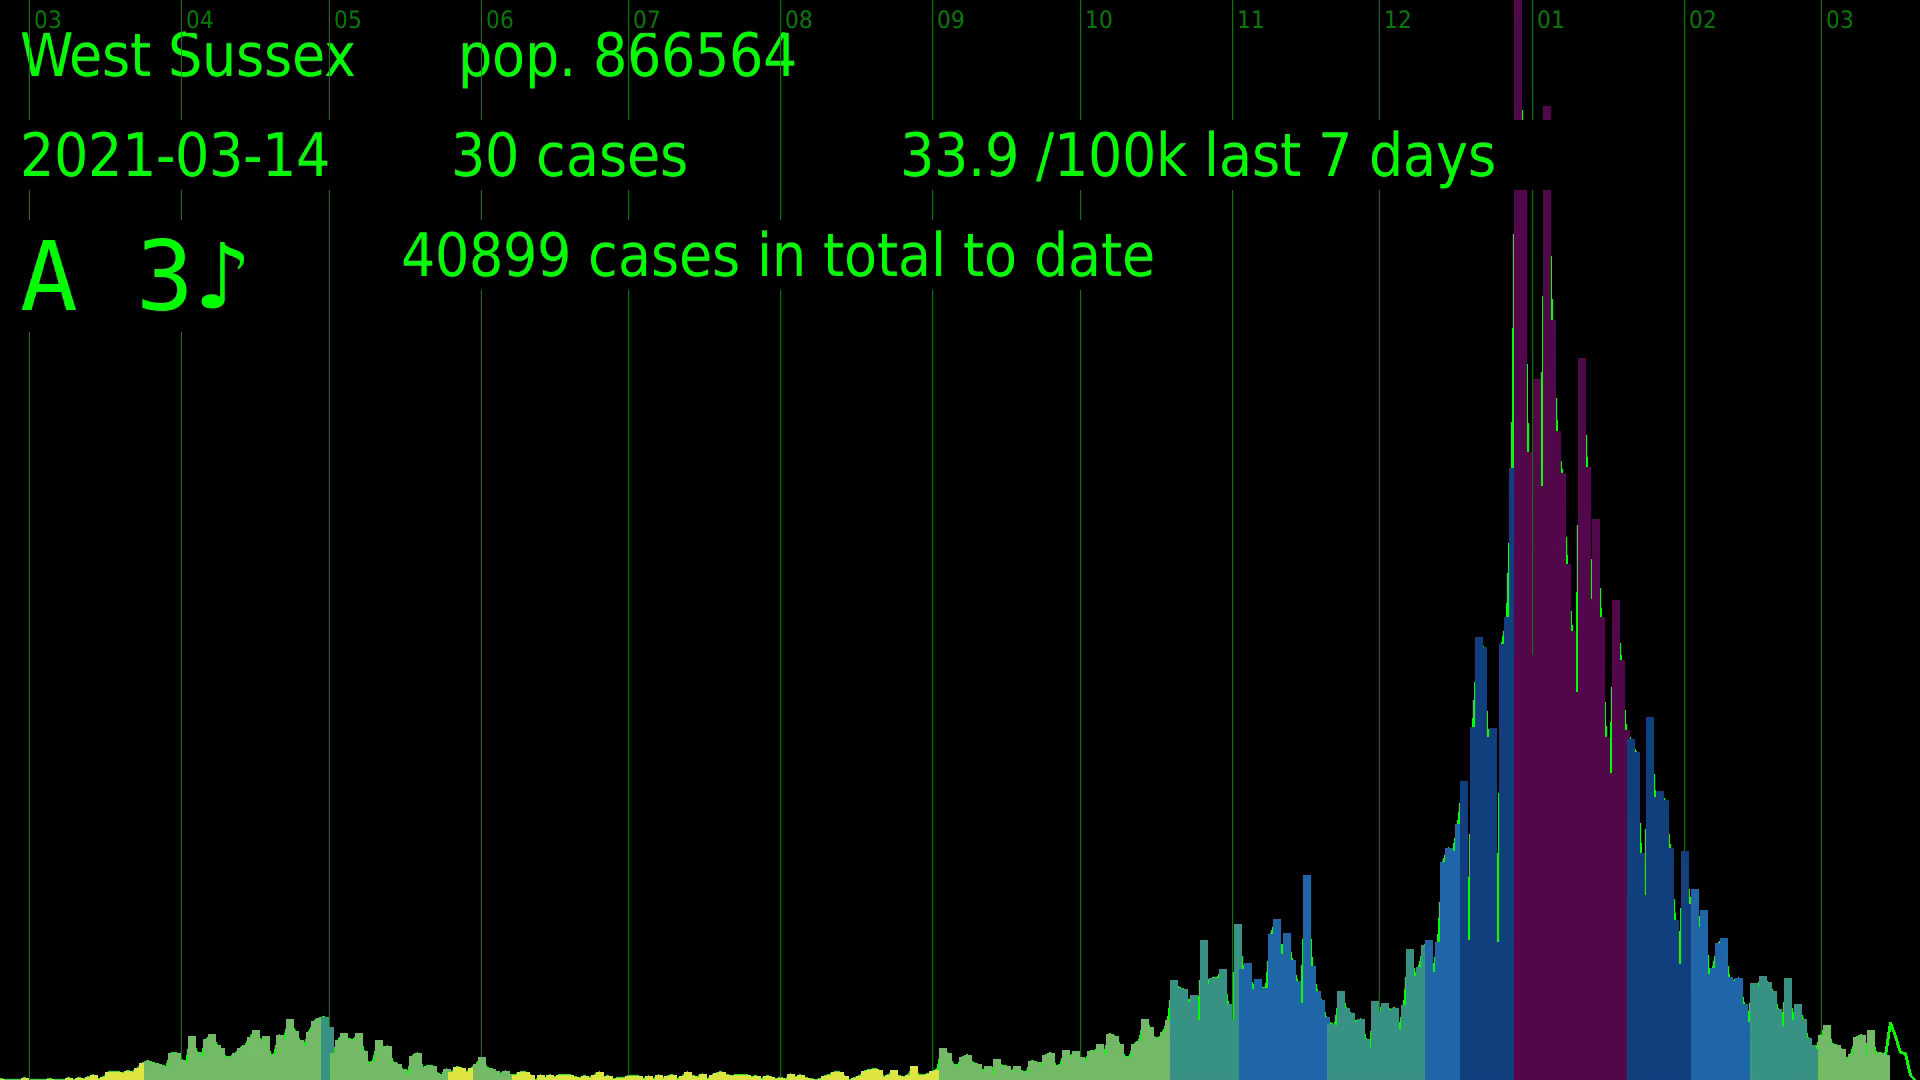 03 04 05 06 07 08 09 10 11 12 01 02 03
West Sussex pop. 866564
2021-03-14 30 cases 33.9 /100k last 7 days
A 3♪ 40899 cases in total to date